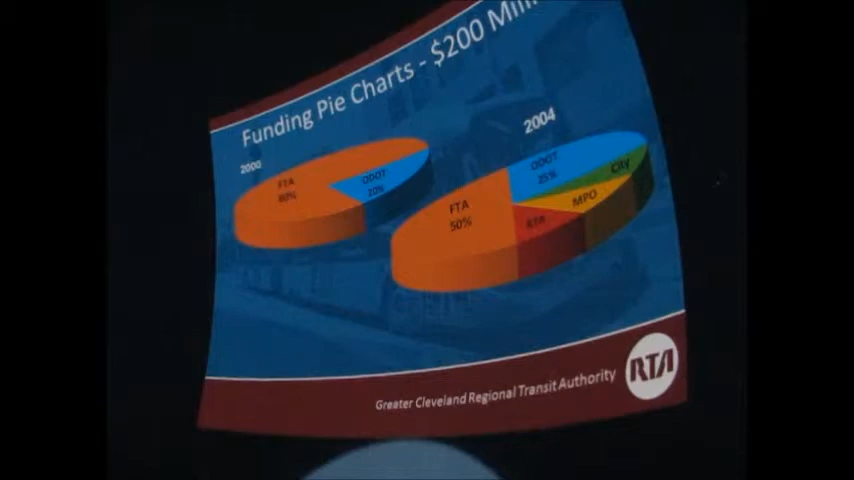 Funding Pie Charts - $200 Mill
2000
FTA
80%
ODOT
20%
2004
ODOT
25%
City
MPO
RTA
FTA
50%
Greater Cleveland Regional Transit Authority
RTA